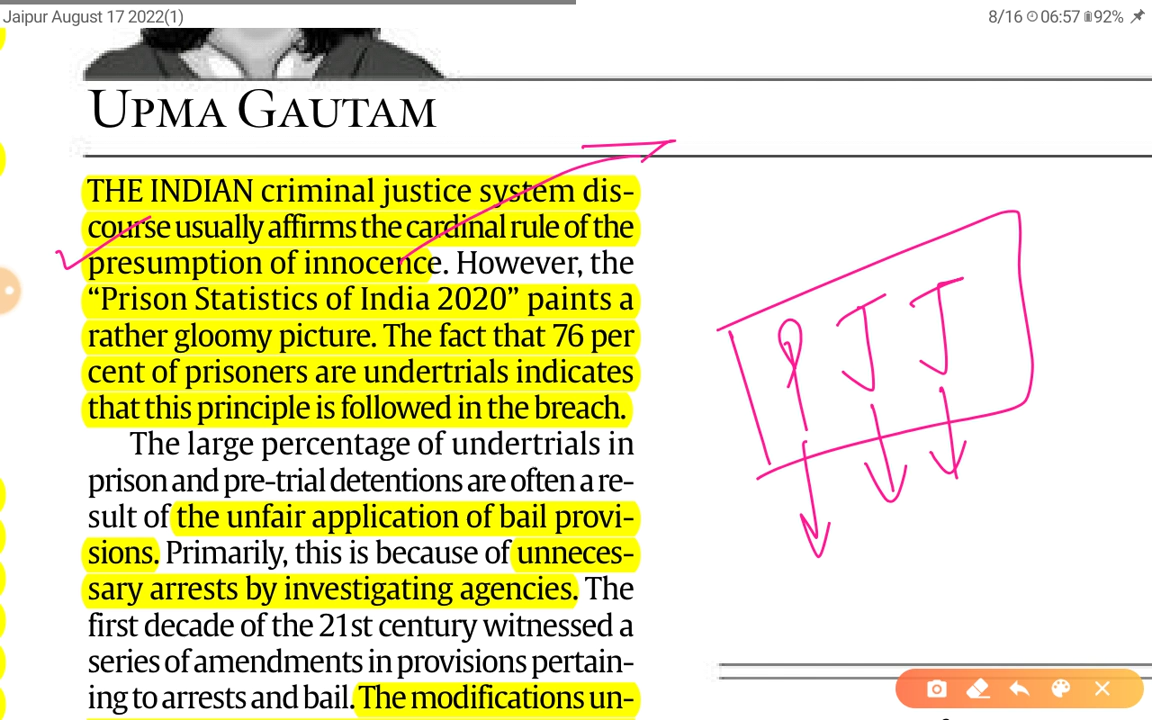 Jaipur August 17 2022(1)
8/16 06:57 92%
UPMA GAUTAM
THE INDIAN criminal justice system dis-
course usually affirms the cardinal rule of the
presumption of innocence. However, the
“Prison Statistics of India 2020” paints a
rather gloomy picture. The fact that 76 per
cent of prisoners are undertrials indicates
that this principle is followed in the breach.
The large percentage of undertrials in
prison and pre-trial detentions are often a re-
sult of the unfair application of bail provi-
sions. Primarily, this is because of unneces-
sary arrests by investigating agencies. The
first decade of the 21st century witnessed a
series of amendments in provisions pertain-
ing to arrests and bail. The modifications un-
P J J